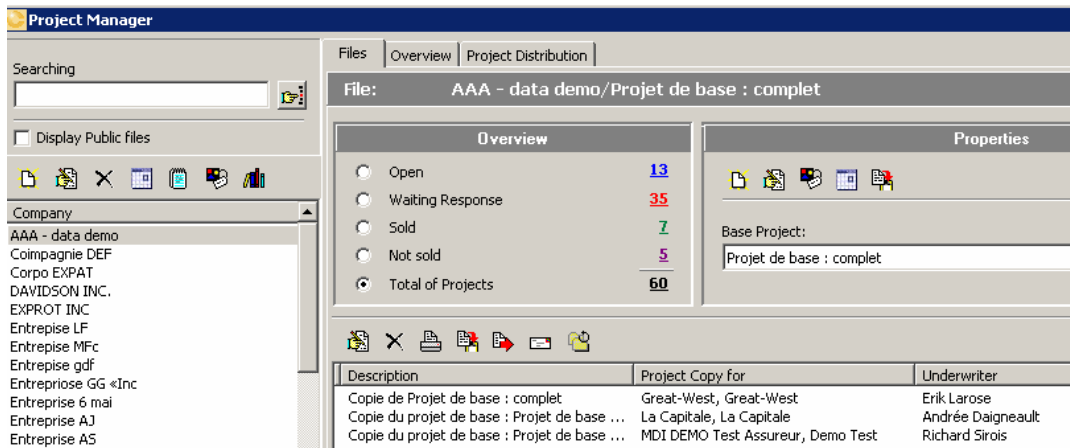 Project Manager
Searching
Display Public files
Company
AAA - data demo
Coimpagnie DEF
Corpo EXPAT
DAVIDSON INC.
EXPROT INC
Entrepise LF
Entrepise MFc
Entrepise gdf
Entrepriose GG «Inc
Entreprise 6 mai
Entreprise AJ
Entreprise AS
Files Overview Project Distribution
File: AAA - data demo/Projet de base : complet
Overview
Open 13
Waiting Response 35
Sold 7
Not sold 5
Total of Projects 60
Properties
Base Project:
Projet de base : complet
Description Project Copy for Underwriter
Copie de Projet de base : complet Great-West, Great-West Erik Larose
Copie du projet de base : Projet de base ... La Capitale, La Capitale Andrée Daigneault
Copie du projet de base : Projet de base ... MDI DEMO Test Assureur, Demo Test Richard Sirois